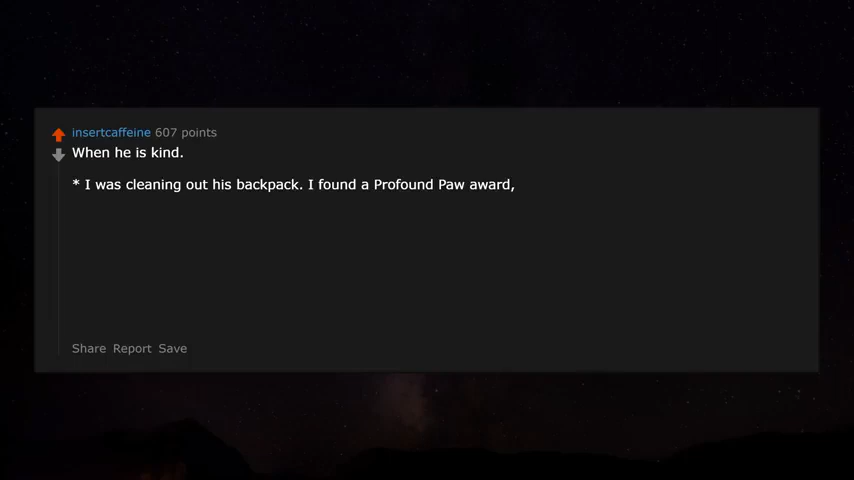 insertcaffeine 607 points
When he is kind.
* I was cleaning out his backpack. I found a Profound Paw award,
Share Report Save